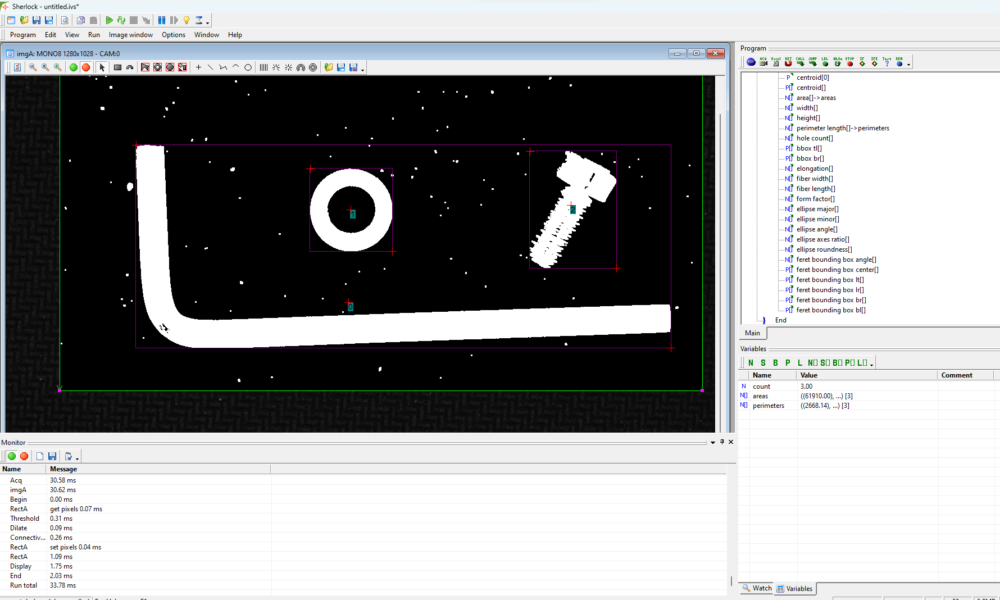 Sherlock - untitled.ivs*
Program Edit View Run Image window Options Window Help
imgA: MONO8 1280x1028 - CAM:0
1
2
0
Program
SUB ACQ Script RET CALL JUMP LBL While STOP IF IFE Test REM
P centroid[0]
P[] centroid[]
N[] area[]->areas
N[] width[]
N[] height[]
N[] perimeter length[]->perimeters
N[] hole count[]
P[] bbox tl[]
P[] bbox br[]
N[] elongation[]
N[] fiber width[]
N[] fiber length[]
N[] form factor[]
N[] ellipse major[]
N[] ellipse minor[]
N[] ellipse angle[]
N[] ellipse axes ratio[]
N[] ellipse roundness[]
N[] feret bounding box angle[]
P[] feret bounding box center[]
P[] feret bounding box lt[]
P[] feret bounding box lr[]
P[] feret bounding box br[]
P[] feret bounding box bl[]
} End
Main
Variables
N S B P L N[] S[] B[] P[] L[]
Name Value Comment
N count 3.00
N[] areas ((61910.00), ...) [3]
N[] perimeters ((2668.14), ...) [3]
Watch Variables
Monitor
Name Message
Acq 30.58 ms
imgA 30.62 ms
Begin 0.00 ms
RectA get pixels 0.07 ms
Threshold 0.31 ms
Dilate 0.09 ms
Connectiv... 0.26 ms
RectA set pixels 0.04 ms
RectA 1.09 ms
Display 1.75 ms
End 2.03 ms
Run total 33.78 ms